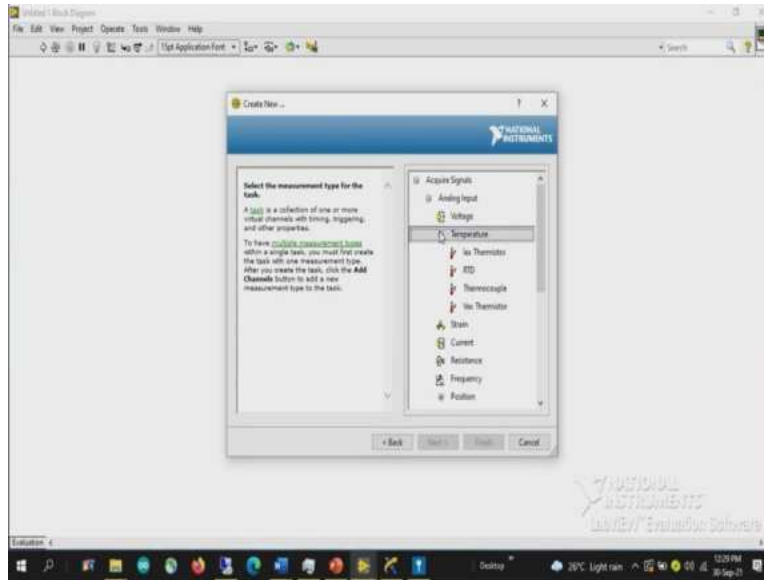 Untitled 1 Block Diagram
File Edit View Project Operate Tools Window Help
15pt Application Font
Search
Create New ...
NATIONAL INSTRUMENTS
Select the measurement type for the task.
A task is a collection of one or more
virtual channels with timing, triggering,
and other properties.
To have multiple measurement types
within a single task, you must first create
the task with one measurement type.
After you create the task, click the Add
Channels button to add a new
measurement type to the task.
Acquire Signals
Analog Input
Voltage
Temperature
Iex Thermistor
RTD
Thermocouple
Vex Thermistor
Strain
Current
Resistance
Frequency
Position
< Back
Next >
Finish
Cancel
NATIONAL
INSTRUMENTS
LabVIEW™ Evaluation Software
Evaluation
Desktop
26°C Light rain
12:29 PM
30-Sep-21